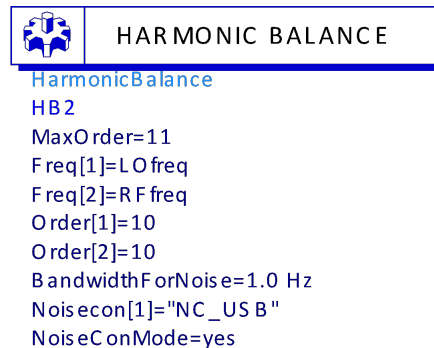 HARMONIC BALANCE
HarmonicBalance
HB2
MaxOrder=11
Freq[1]=LOfreq
Freq[2]=RFfreq
Order[1]=10
Order[2]=10
BandwidthForNoise=1.0 Hz
Noisecon[1]="NC_USB"
NoiseConMode=yes